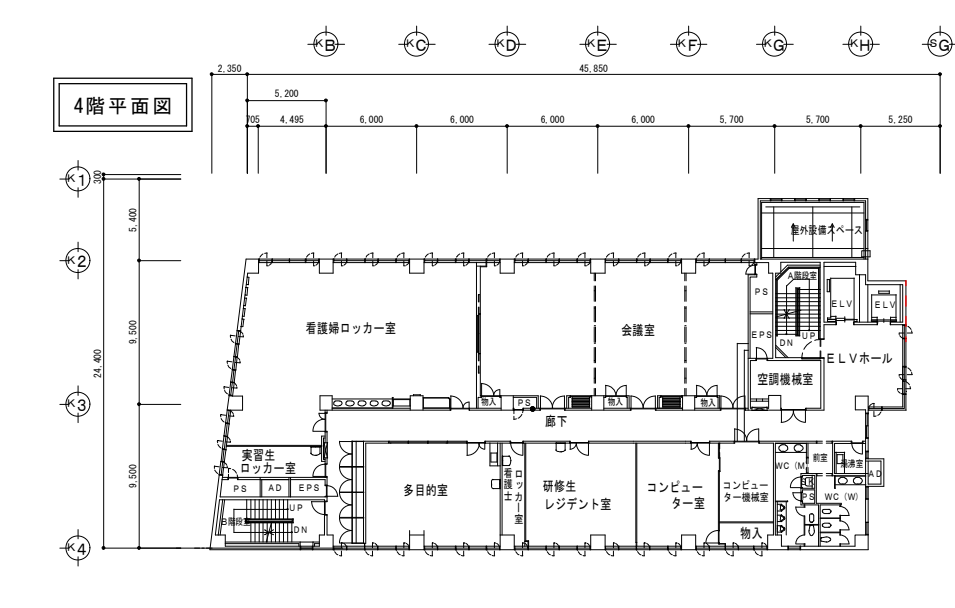 KB KC KD KE KF KG KH SG
2,350 45,850
4階平面図
5,200
705 4,495 6,000 6,000 6,000 6,000 5,700 5,700 5,250
K1
300
5,400
屋外設備スペース
K2
A階段室
PS
ELV ELV
9,500
看護婦ロッカー室
会議室
EPS
UP
DN
24,400
ELVホール
空調機械室
K3
物入 PS 物入 物入
廊下
実習生
ロッカー室
前室
湯沸室
WC (M)
AD
9,500
PS AD EPS
多目的室
看護士
ロッカー室
研修生
レジデント室
コンピュー
ター室
コンピュー
ター機械室
SK
PS
WC (W)
UP
B階段室
DN
物入
K4